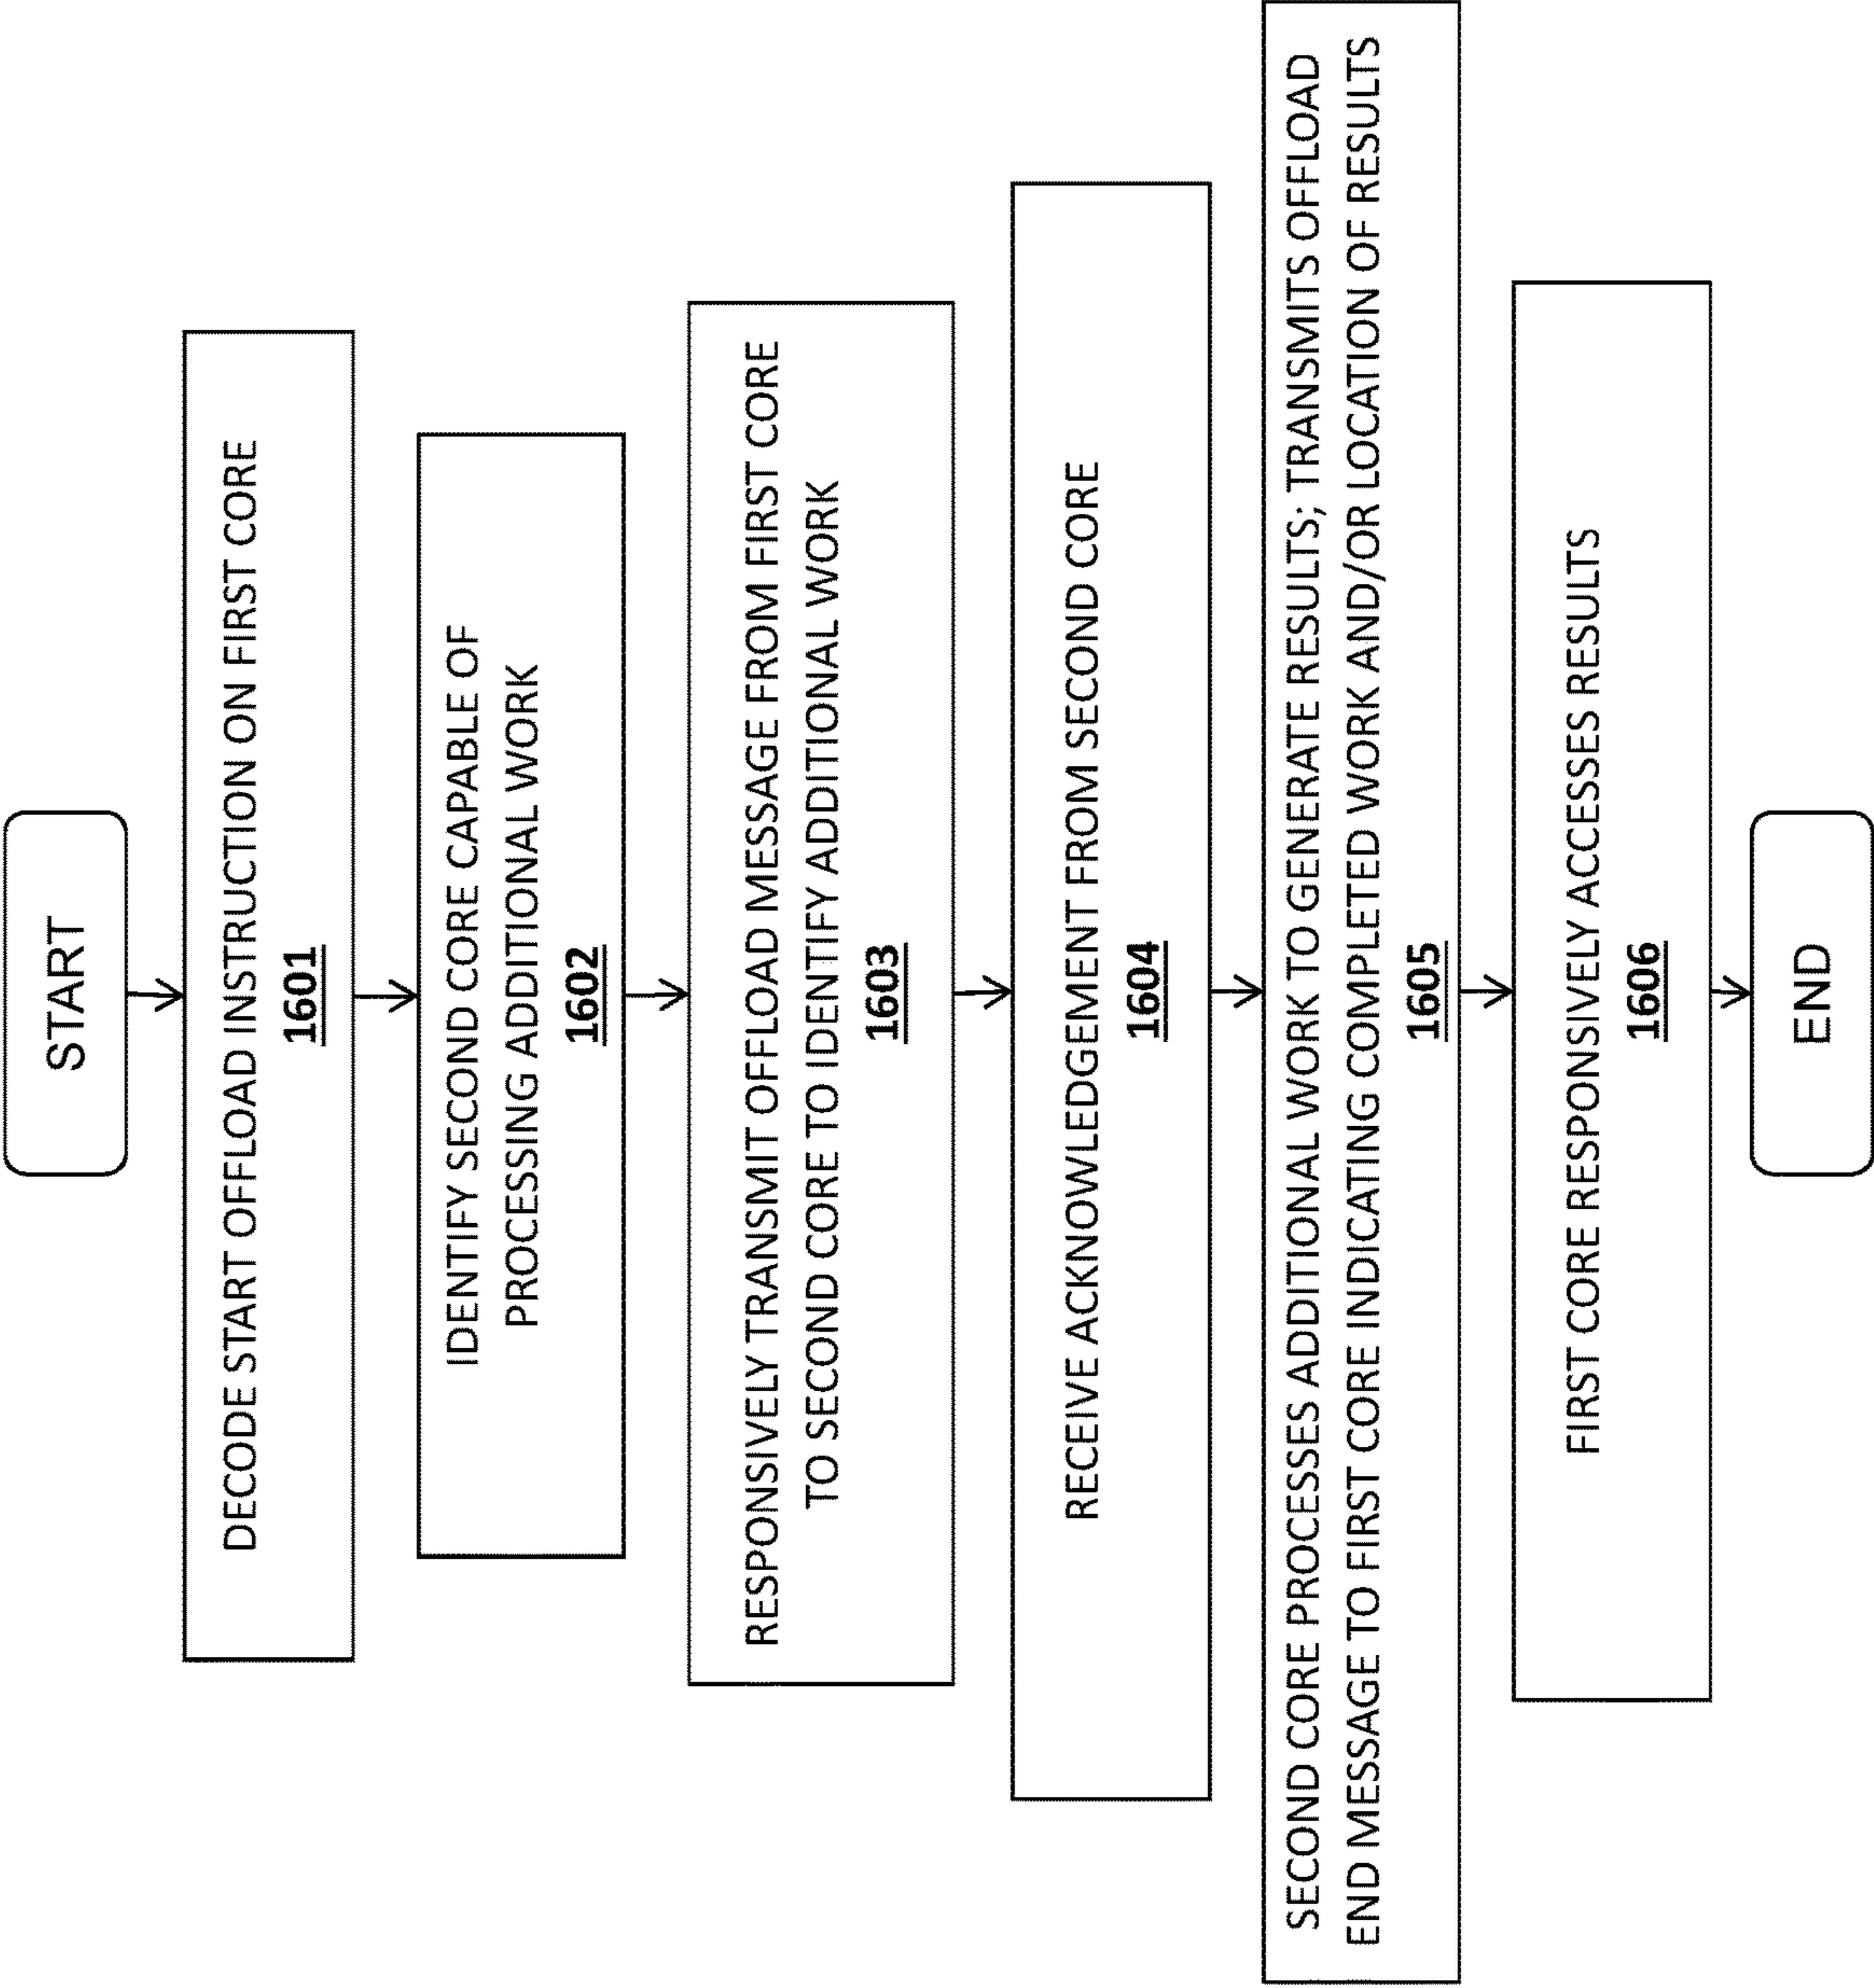 START
DECODE START OFFLOAD INSTRUCTION ON FIRST CORE
1601
IDENTIFY SECOND CORE CAPABLE OF
PROCESSING ADDITIONAL WORK
1602
RESPONSIVELY TRANSMIT OFFLOAD MESSAGE FROM FIRST CORE
TO SECOND CORE TO IDENTIFY ADDITIONAL WORK
1603
RECEIVE ACKNOWLEDGEMENT FROM SECOND CORE
1604
SECOND CORE PROCESSES ADDITIONAL WORK TO GENERATE RESULTS; TRANSMITS OFFLOAD
END MESSAGE TO FIRST CORE INDICATING COMPLETED WORK AND/OR LOCATION OF RESULTS
1605
FIRST CORE RESPONSIVELY ACCESSES RESULTS
1606
END